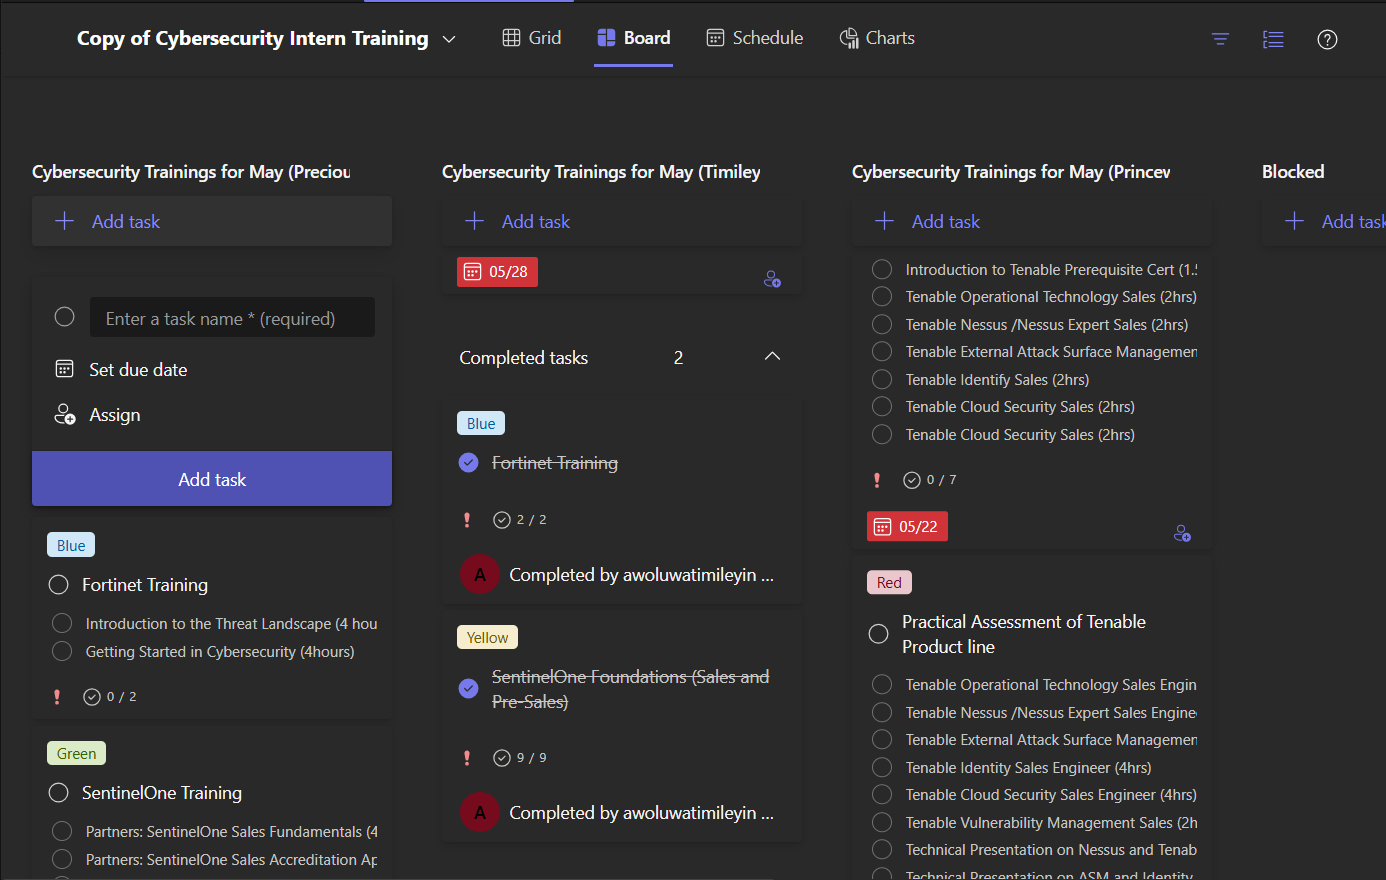 Copy of Cybersecurity Intern Training
Grid
Board
Schedule
Charts
Cybersecurity Trainings for May (Preciou
Add task
Enter a task name * (required)
Set due date
Assign
Add task
Blue
Fortinet Training
Introduction to the Threat Landscape (4 hou
Getting Started in Cybersecurity (4hours)
0 / 2
Green
SentinelOne Training
Partners: SentinelOne Sales Fundamentals (4
Partners: SentinelOne Sales Accreditation Ap
Cybersecurity Trainings for May (Timiley
Add task
05/28
Completed tasks 2
Blue
Fortinet Training
2 / 2
A
Completed by awoluwatimileyin ...
Yellow
SentinelOne Foundations (Sales and
Pre-Sales)
9 / 9
A
Completed by awoluwatimileyin ...
Cybersecurity Trainings for May (Princew
Add task
Introduction to Tenable Prerequisite Cert (1.5
Tenable Operational Technology Sales (2hrs)
Tenable Nessus /Nessus Expert Sales (2hrs)
Tenable External Attack Surface Managemen
Tenable Identify Sales (2hrs)
Tenable Cloud Security Sales (2hrs)
Tenable Cloud Security Sales (2hrs)
0 / 7
05/22
Red
Practical Assessment of Tenable
Product line
Tenable Operational Technology Sales Engin
Tenable Nessus /Nessus Expert Sales Engine
Tenable External Attack Surface Managemen
Tenable Identity Sales Engineer (4hrs)
Tenable Cloud Security Sales Engineer (4hrs)
Tenable Vulnerability Management Sales (2h
Technical Presentation on Nessus and Tenab
Technical Presentation on ASM and Identity
Blocked
Add task